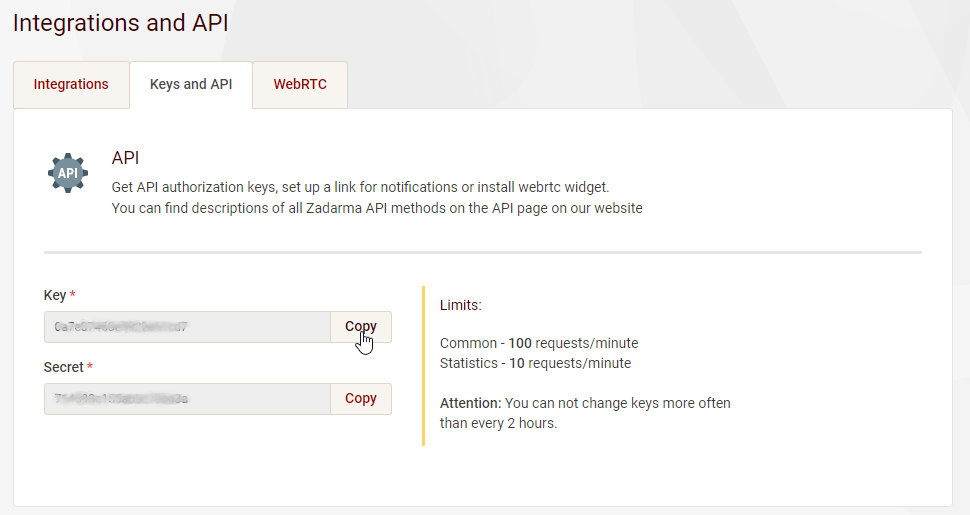 Integrations and API
Integrations
Keys and API
WebRTC
API
API
Get API authorization keys, set up a link for notifications or install webrtc widget.
You can find descriptions of all Zadarma API methods on the API page on our website
Key *
Copy
Secret *
Copy
Limits:
Common - 100 requests/minute
Statistics - 10 requests/minute
Attention: You can not change keys more often
than every 2 hours.